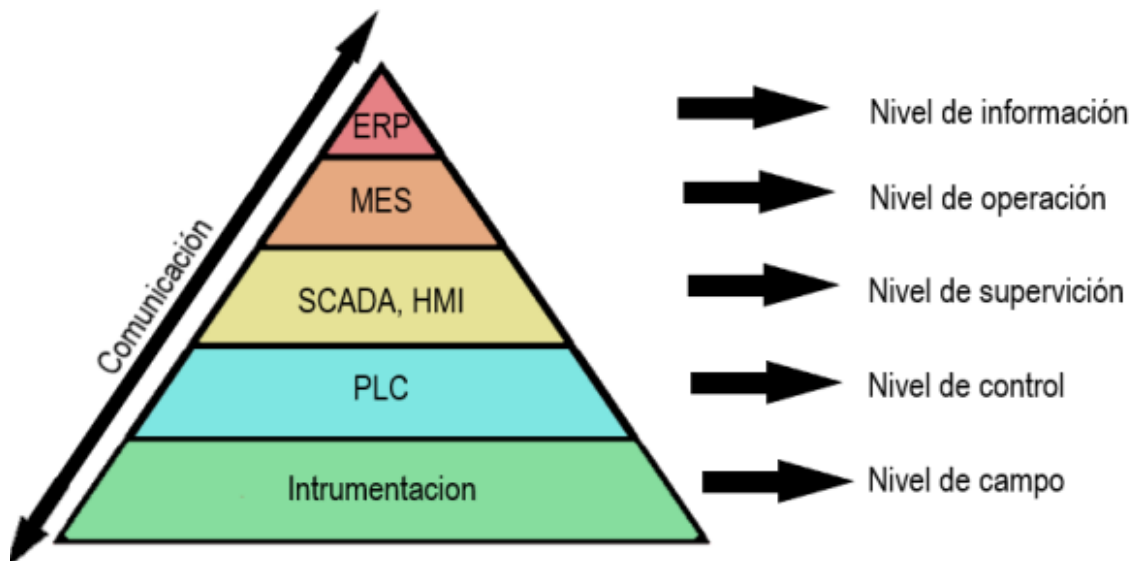 Comunicación
ERP
Nivel de información
MES
Nivel de operación
SCADA, HMI
Nivel de supervición
PLC
Nivel de control
Intrumentacion
Nivel de campo